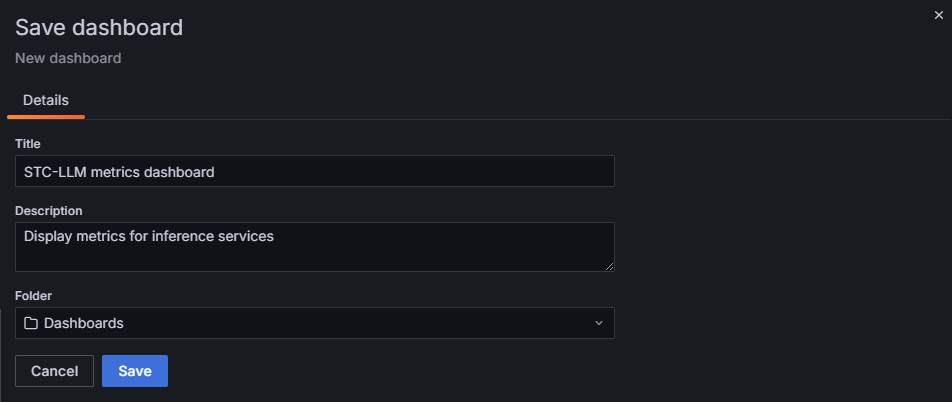 Save dashboard
New dashboard
Details
Title
STC-LLM metrics dashboard
Description
Display metrics for inference services
Folder
Dashboards
Cancel Save